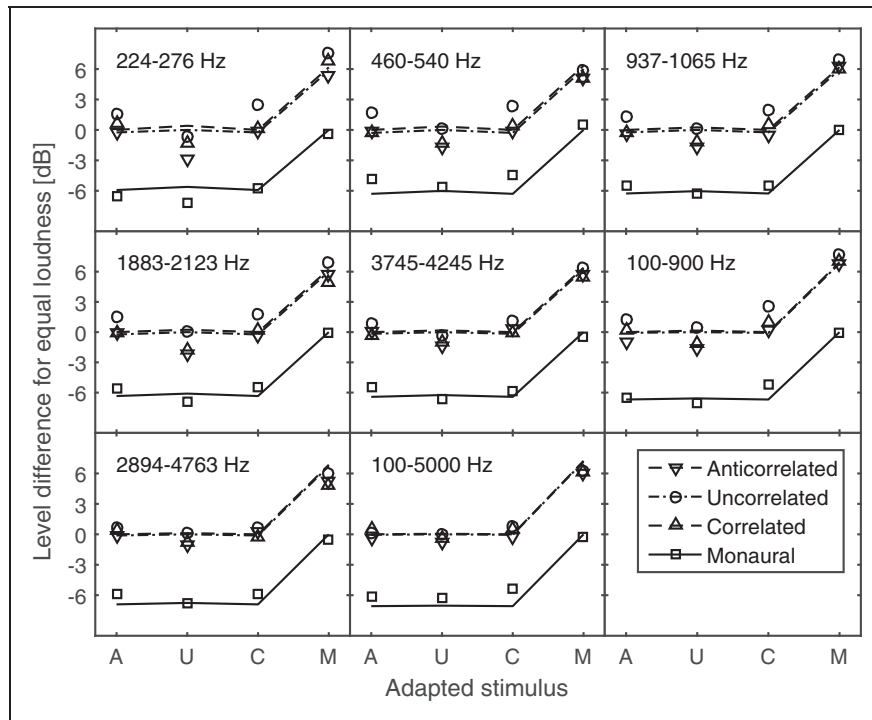 Level difference for equal loudness [dB]
224-276 Hz
460-540 Hz
937-1065 Hz
6
3
0
-3
-6
1883-2123 Hz
3745-4245 Hz
100-900 Hz
6
3
0
-3
-6
2894-4763 Hz
100-5000 Hz
6
3
0
-3
-6
Anticorrelated
Uncorrelated
Correlated
Monaural
A U C M A U C M A U C M
Adapted stimulus